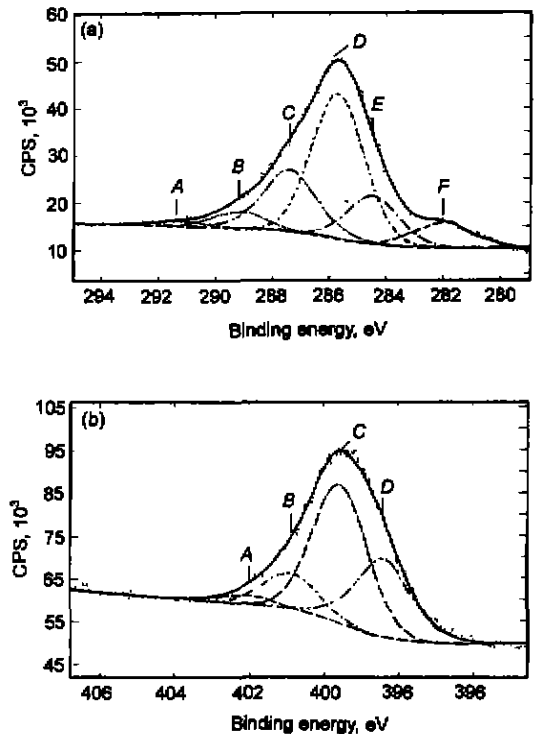 (a)
60
50
40
30
20
10
CPS, 10³
A
B
C
D
E
F
294 292 290 288 286 284 282 280
Binding energy, eV
(b)
105
95
85
75
65
55
45
CPS, 10³
A
B
C
D
406 404 402 400 398 396
Binding energy, eV